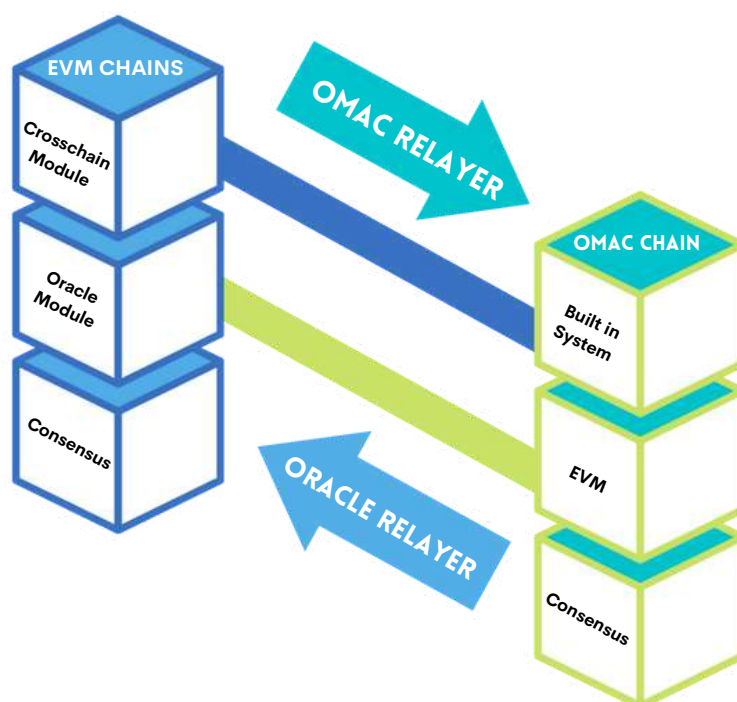 EVM CHAINS
Crosschain
Module
Oracle
Module
Consensus
OMAC RELAYER
ORACLE RELAYER
OMAC CHAIN
Built in
System
EVM
Consensus